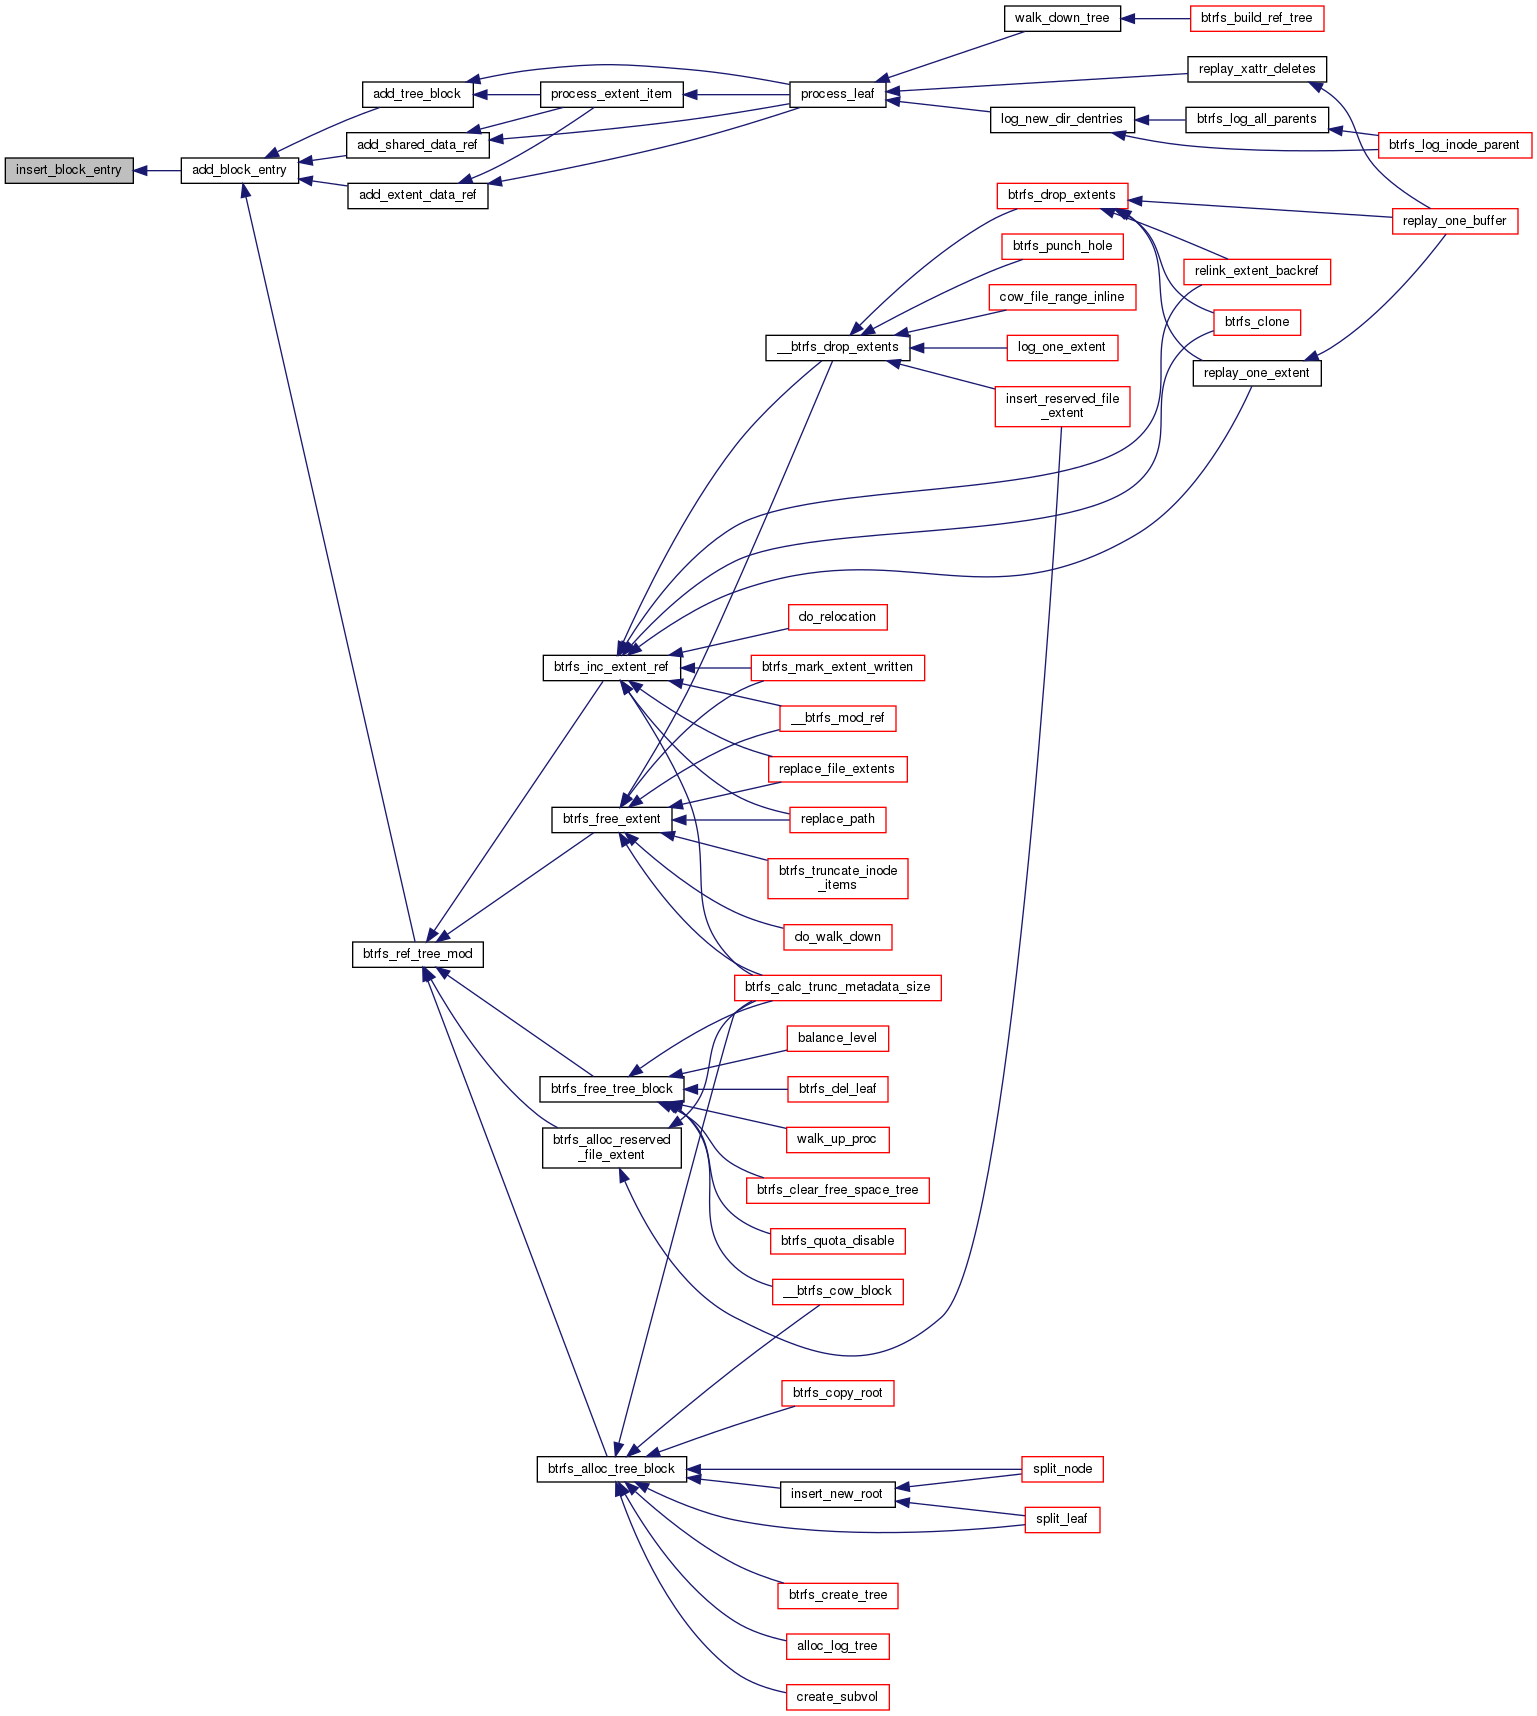 walk_down_tree
btrfs_build_ref_tree
replay_xattr_deletes
add_tree_block
process_extent_item
process_leaf
log_new_dir_dentries
btrfs_log_all_parents
add_shared_data_ref
btrfs_log_inode_parent
insert_block_entry
add_block_entry
add_extent_data_ref
btrfs_drop_extents
replay_one_buffer
btrfs_punch_hole
relink_extent_backref
cow_file_range_inline
btrfs_clone
__btrfs_drop_extents
log_one_extent
replay_one_extent
insert_reserved_file
_extent
do_relocation
btrfs_inc_extent_ref
btrfs_mark_extent_written
__btrfs_mod_ref
replace_file_extents
btrfs_free_extent
replace_path
btrfs_truncate_inode
_items
do_walk_down
btrfs_ref_tree_mod
btrfs_calc_trunc_metadata_size
balance_level
btrfs_free_tree_block
btrfs_del_leaf
btrfs_alloc_reserved
_file_extent
walk_up_proc
btrfs_clear_free_space_tree
btrfs_quota_disable
__btrfs_cow_block
btrfs_copy_root
btrfs_alloc_tree_block
split_node
insert_new_root
split_leaf
btrfs_create_tree
alloc_log_tree
create_subvol